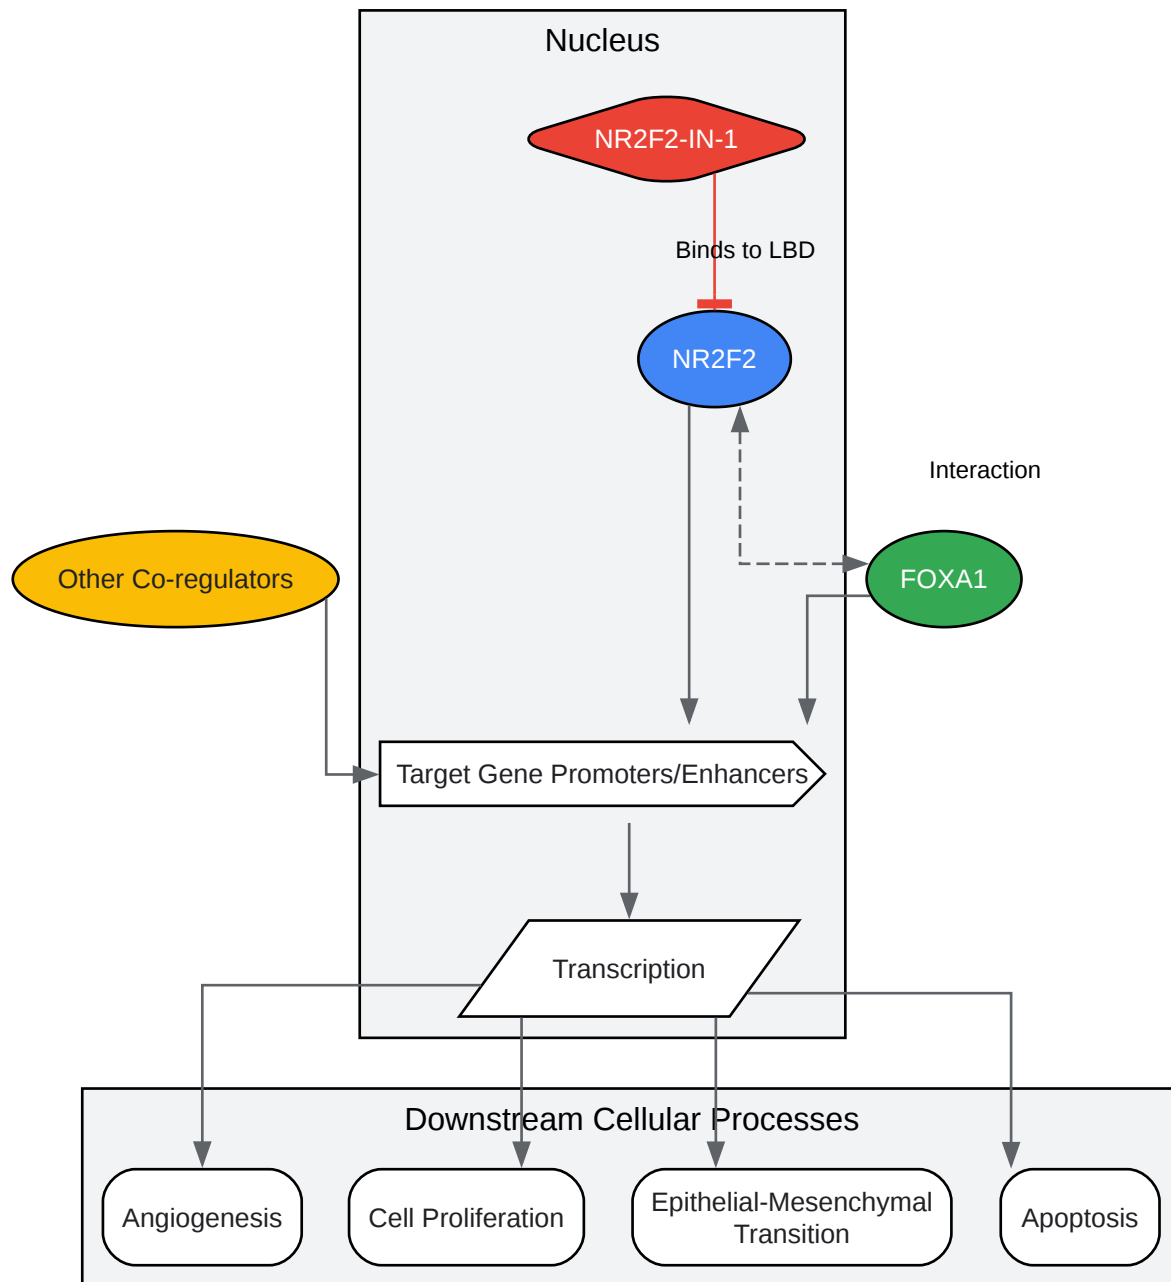 Nucleus
NR2F2-IN-1
Binds to LBD
NR2F2
Interaction
Other Co-regulators
FOXA1
Target Gene Promoters/Enhancers
Transcription
Downstream Cellular Processes
Angiogenesis
Cell Proliferation
Epithelial-Mesenchymal
Transition
Apoptosis